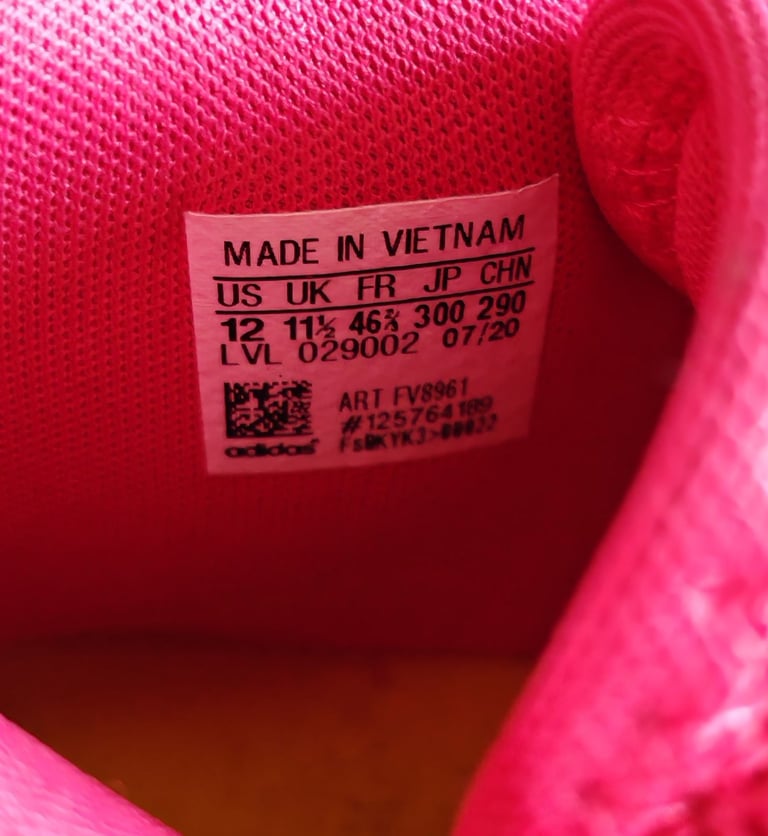 MADE IN VIETNAM
US UK FR JP CHN
12 11½ 46⅔ 300 290
LVL 029002 07/20
ART FV8961
#125764189
adidas